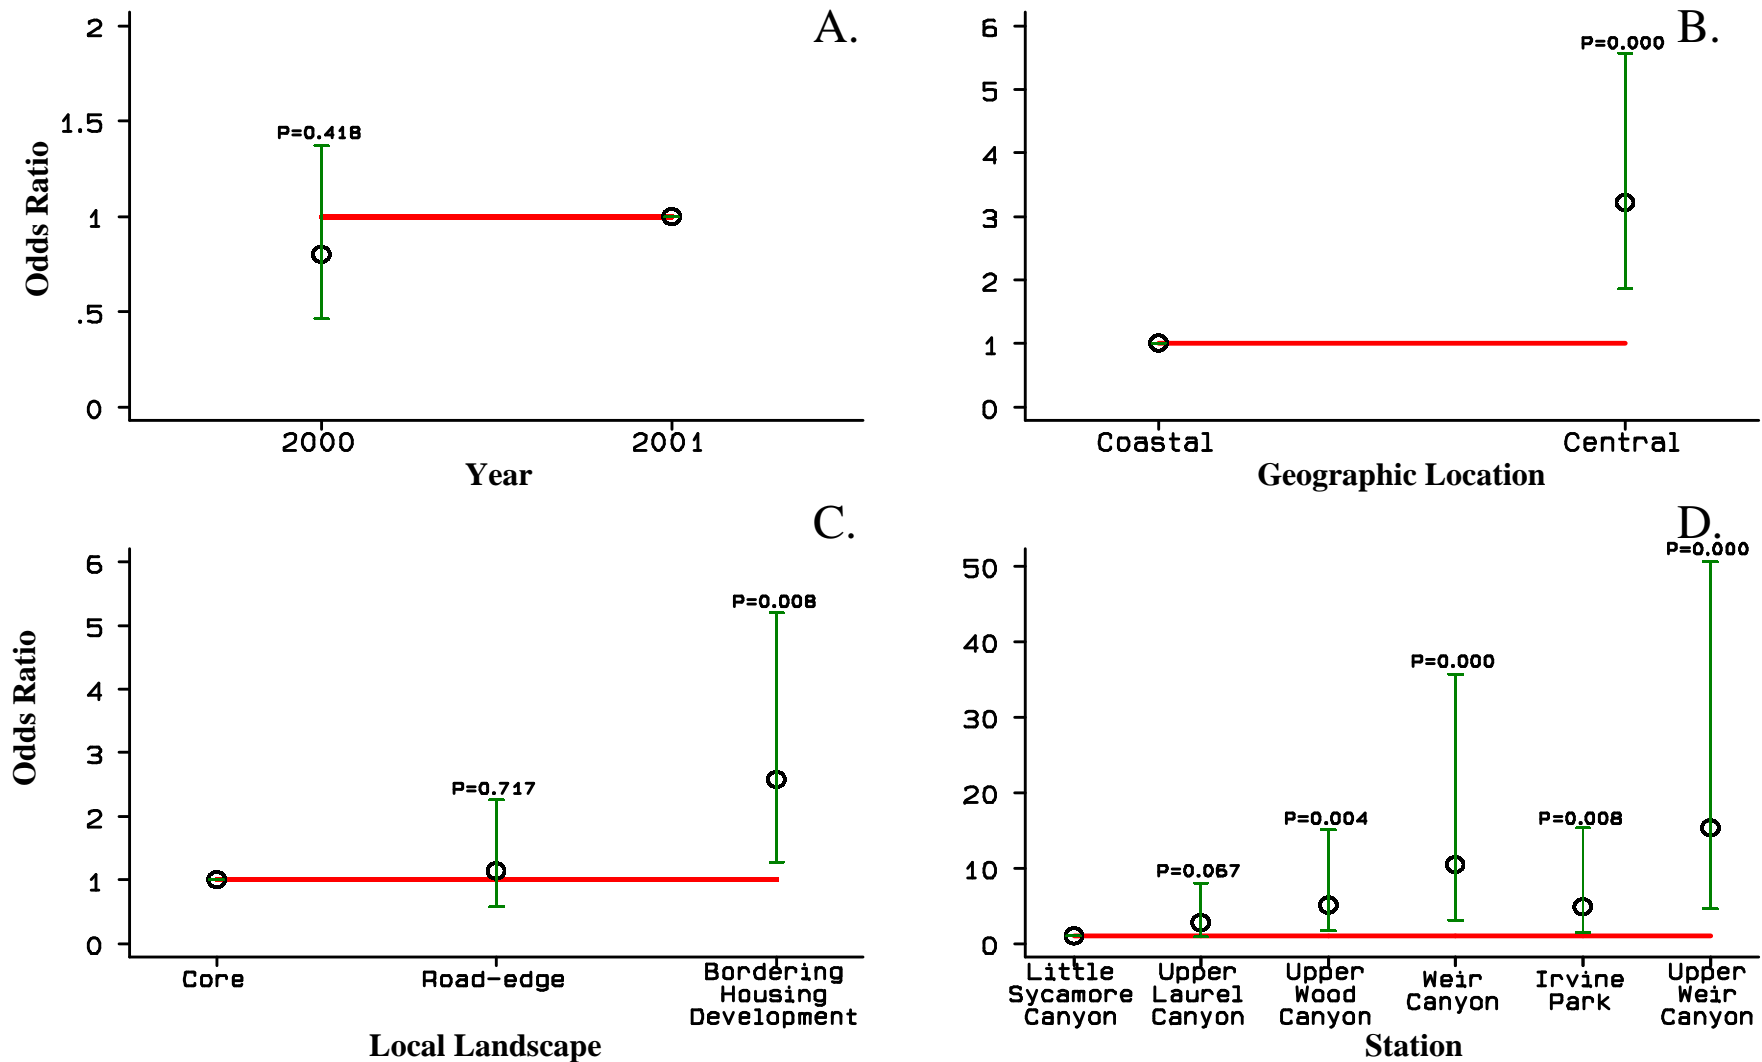 A.
2
1.5
1
.5
0
P=0.418
Odds Ratio
2000
2001
Year
B.
6
5
4
3
2
1
0
P=0.000
Coastal
Central
Geographic Location
C.
6
5
4
3
2
1
0
P=0.717
P=0.008
Odds Ratio
Core
Road-edge
Bordering
Housing
Development
Local Landscape
D.
50
40
30
20
10
0
P=0.067
P=0.004
P=0.000
P=0.008
P=0.000
Little
Sycamore
Canyon
Upper
Laurel
Canyon
Upper
Wood
Canyon
Weir
Canyon
Irvine
Park
Upper
Weir
Canyon
Station